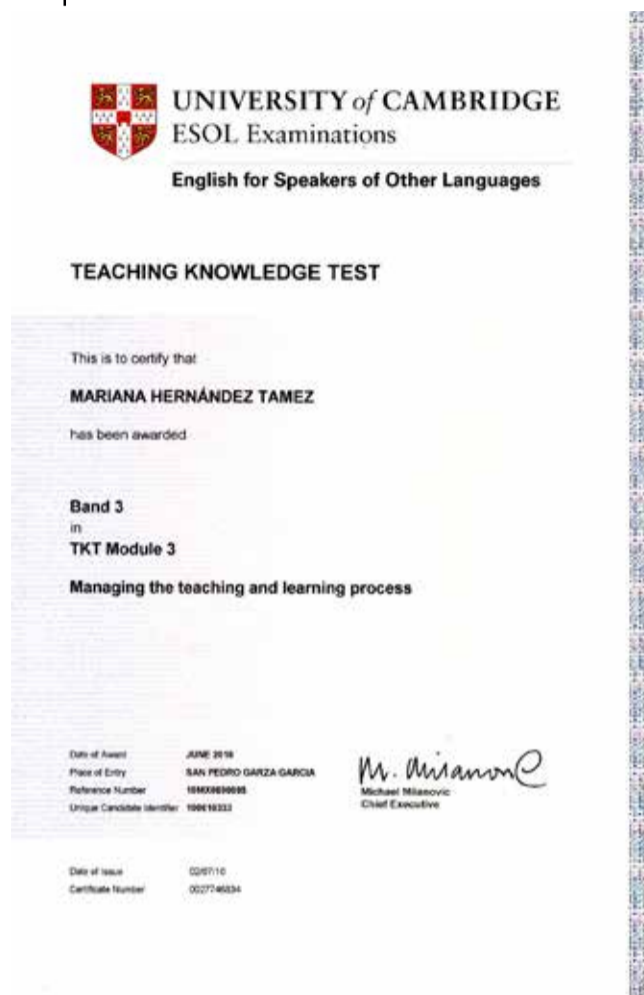 UNIVERSITY of CAMBRIDGE
ESOL Examinations
English for Speakers of Other Languages
TEACHING KNOWLEDGE TEST
This is to certify that
MARIANA HERNÁNDEZ TAMEZ
has been awarded
Band 3
in
TKT Module 3
Managing the teaching and learning process
Date of Award JUNE 2010
Place of Entry SAN PEDRO GARZA GARCIA
Reference Number
Unique Candidate Identifier
M. Milanovic
Michael Milanovic
Chief Executive
Date of Issue 02/07/10
Certificate Number